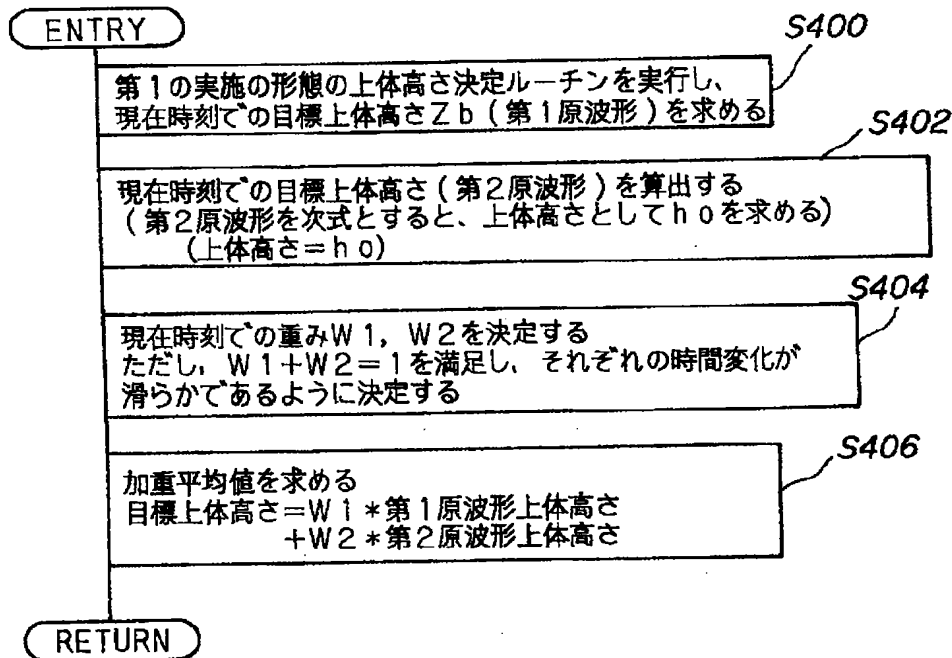 ENTRY
S400
第1の実施の形態の上体高さ決定ルーチンを実行し、
現在時刻での目標上体高さZb(第1原波形)を求める
S402
現在時刻での目標上体高さ(第2原波形)を算出する
(第2原波形を次式とすると、上体高さとしてhoを求める)
(上体高さ=ho)
S404
現在時刻での重みW1,W2を決定する
ただし,W1+W2=1を満足し、それぞれの時間変化が
滑らかであるように決定する
S406
加重平均値を求める
目標上体高さ=W1*第1原波形上体高さ
+W2*第2原波形上体高さ
RETURN